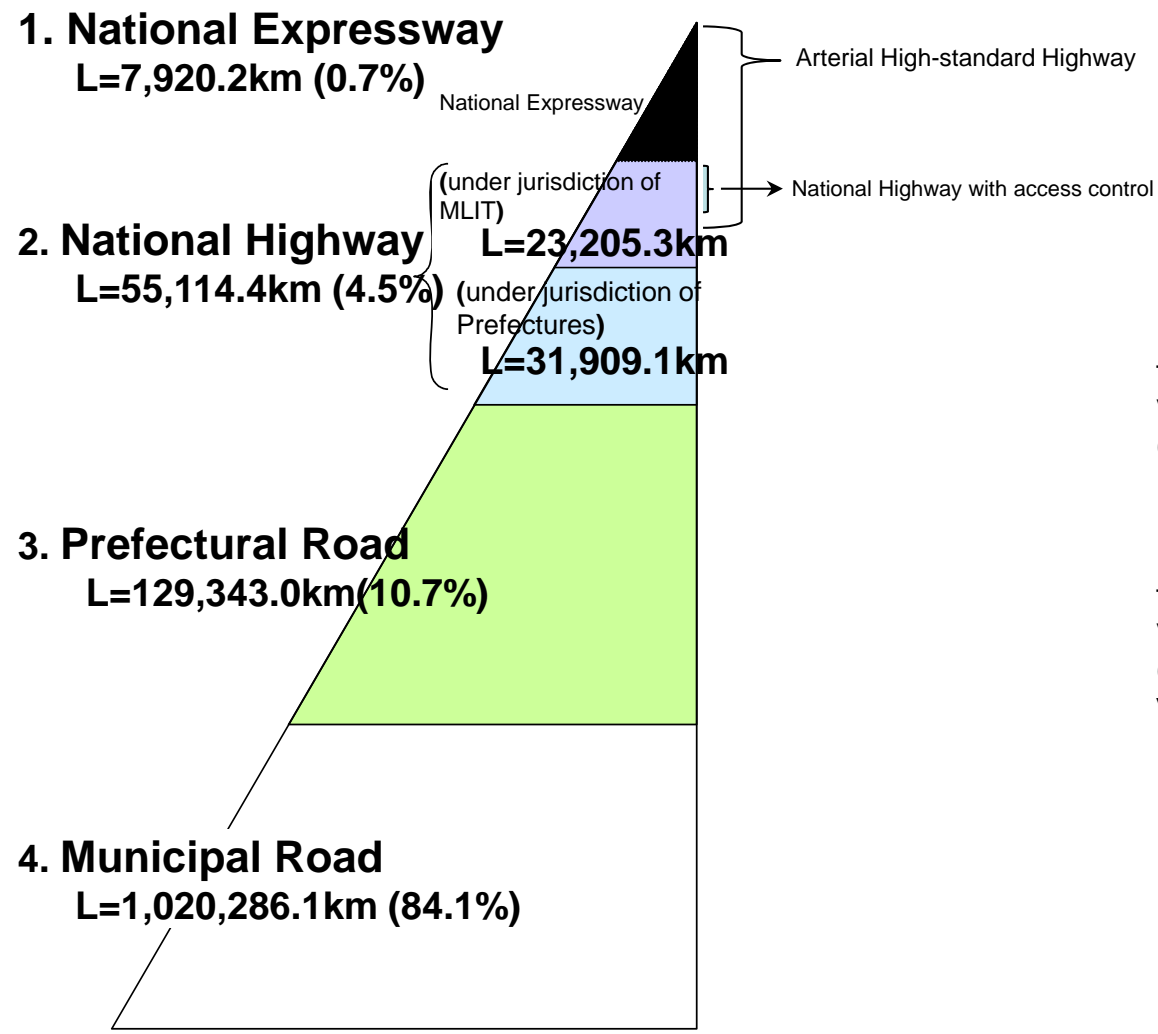 1. National Expressway
L=7,920.2km (0.7%)
National Expressway
Arterial High-standard Highway
(under jurisdiction of
MLIT)
L=23,205.3km
National Highway with access control
2. National Highway
L=55,114.4km (4.5%)
(under jurisdiction of
Prefectures)
L=31,909.1km
3. Prefectural Road
L=129,343.0km(10.7%)
4. Municipal Road
L=1,020,286.1km (84.1%)